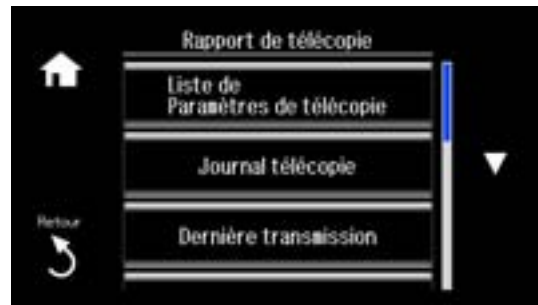 Rapport de télécopie
Liste de
Paramètres de télécopie
Journal télécopie
Retour
Dernière transmission